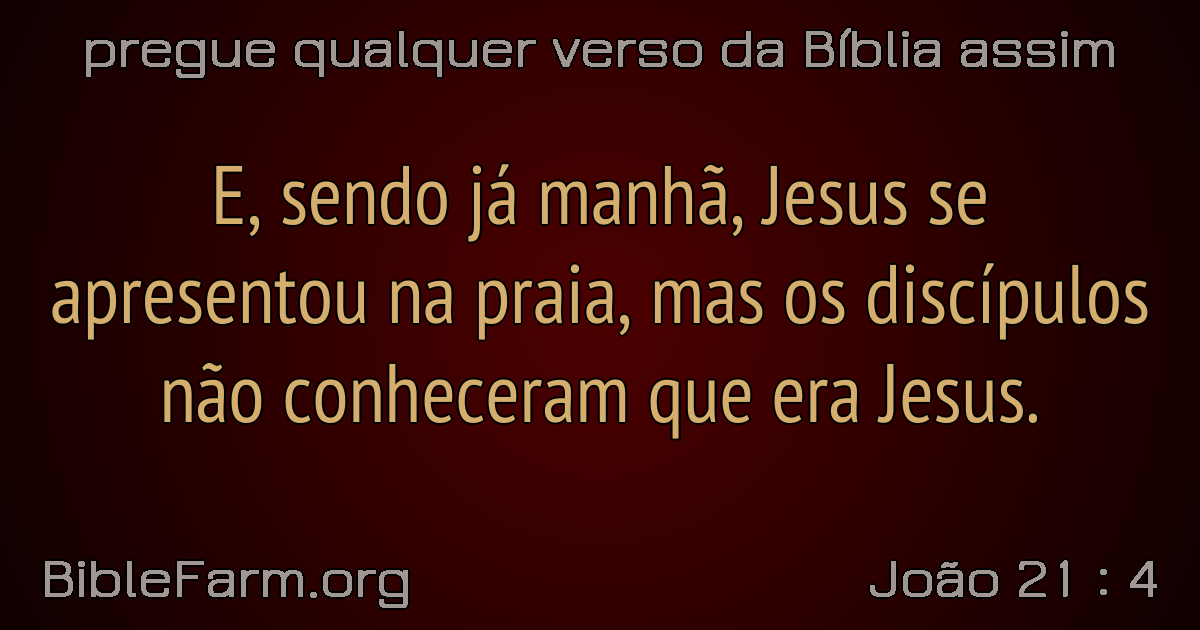 pregue qualquer verso da Bíblia assim
E, sendo já manhã, Jesus se
apresentou na praia, mas os discípulos
não conheceram que era Jesus.
BibleFarm.org
João 21 : 4